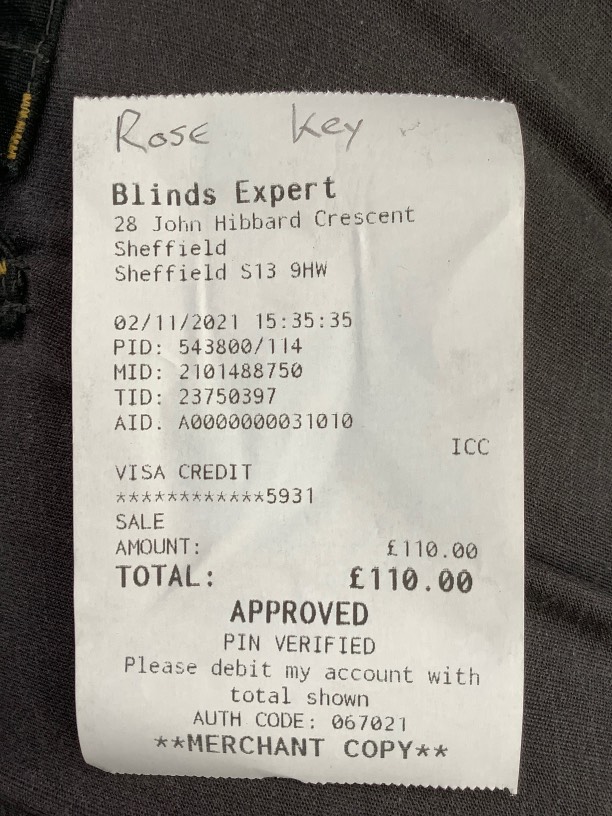 Rose Key
Blinds Expert
28 John Hibbard Crescent
Sheffield
Sheffield S13 9HW
02/11/2021 15:35:35
PID: 543800/114
MID: 2101488750
TID: 23750397
AID. A0000000031010
ICC
VISA CREDIT
************5931
SALE
AMOUNT: £110.00
TOTAL: £110.00
APPROVED
PIN VERIFIED
Please debit my account with
total shown
AUTH CODE: 067021
**MERCHANT COPY**